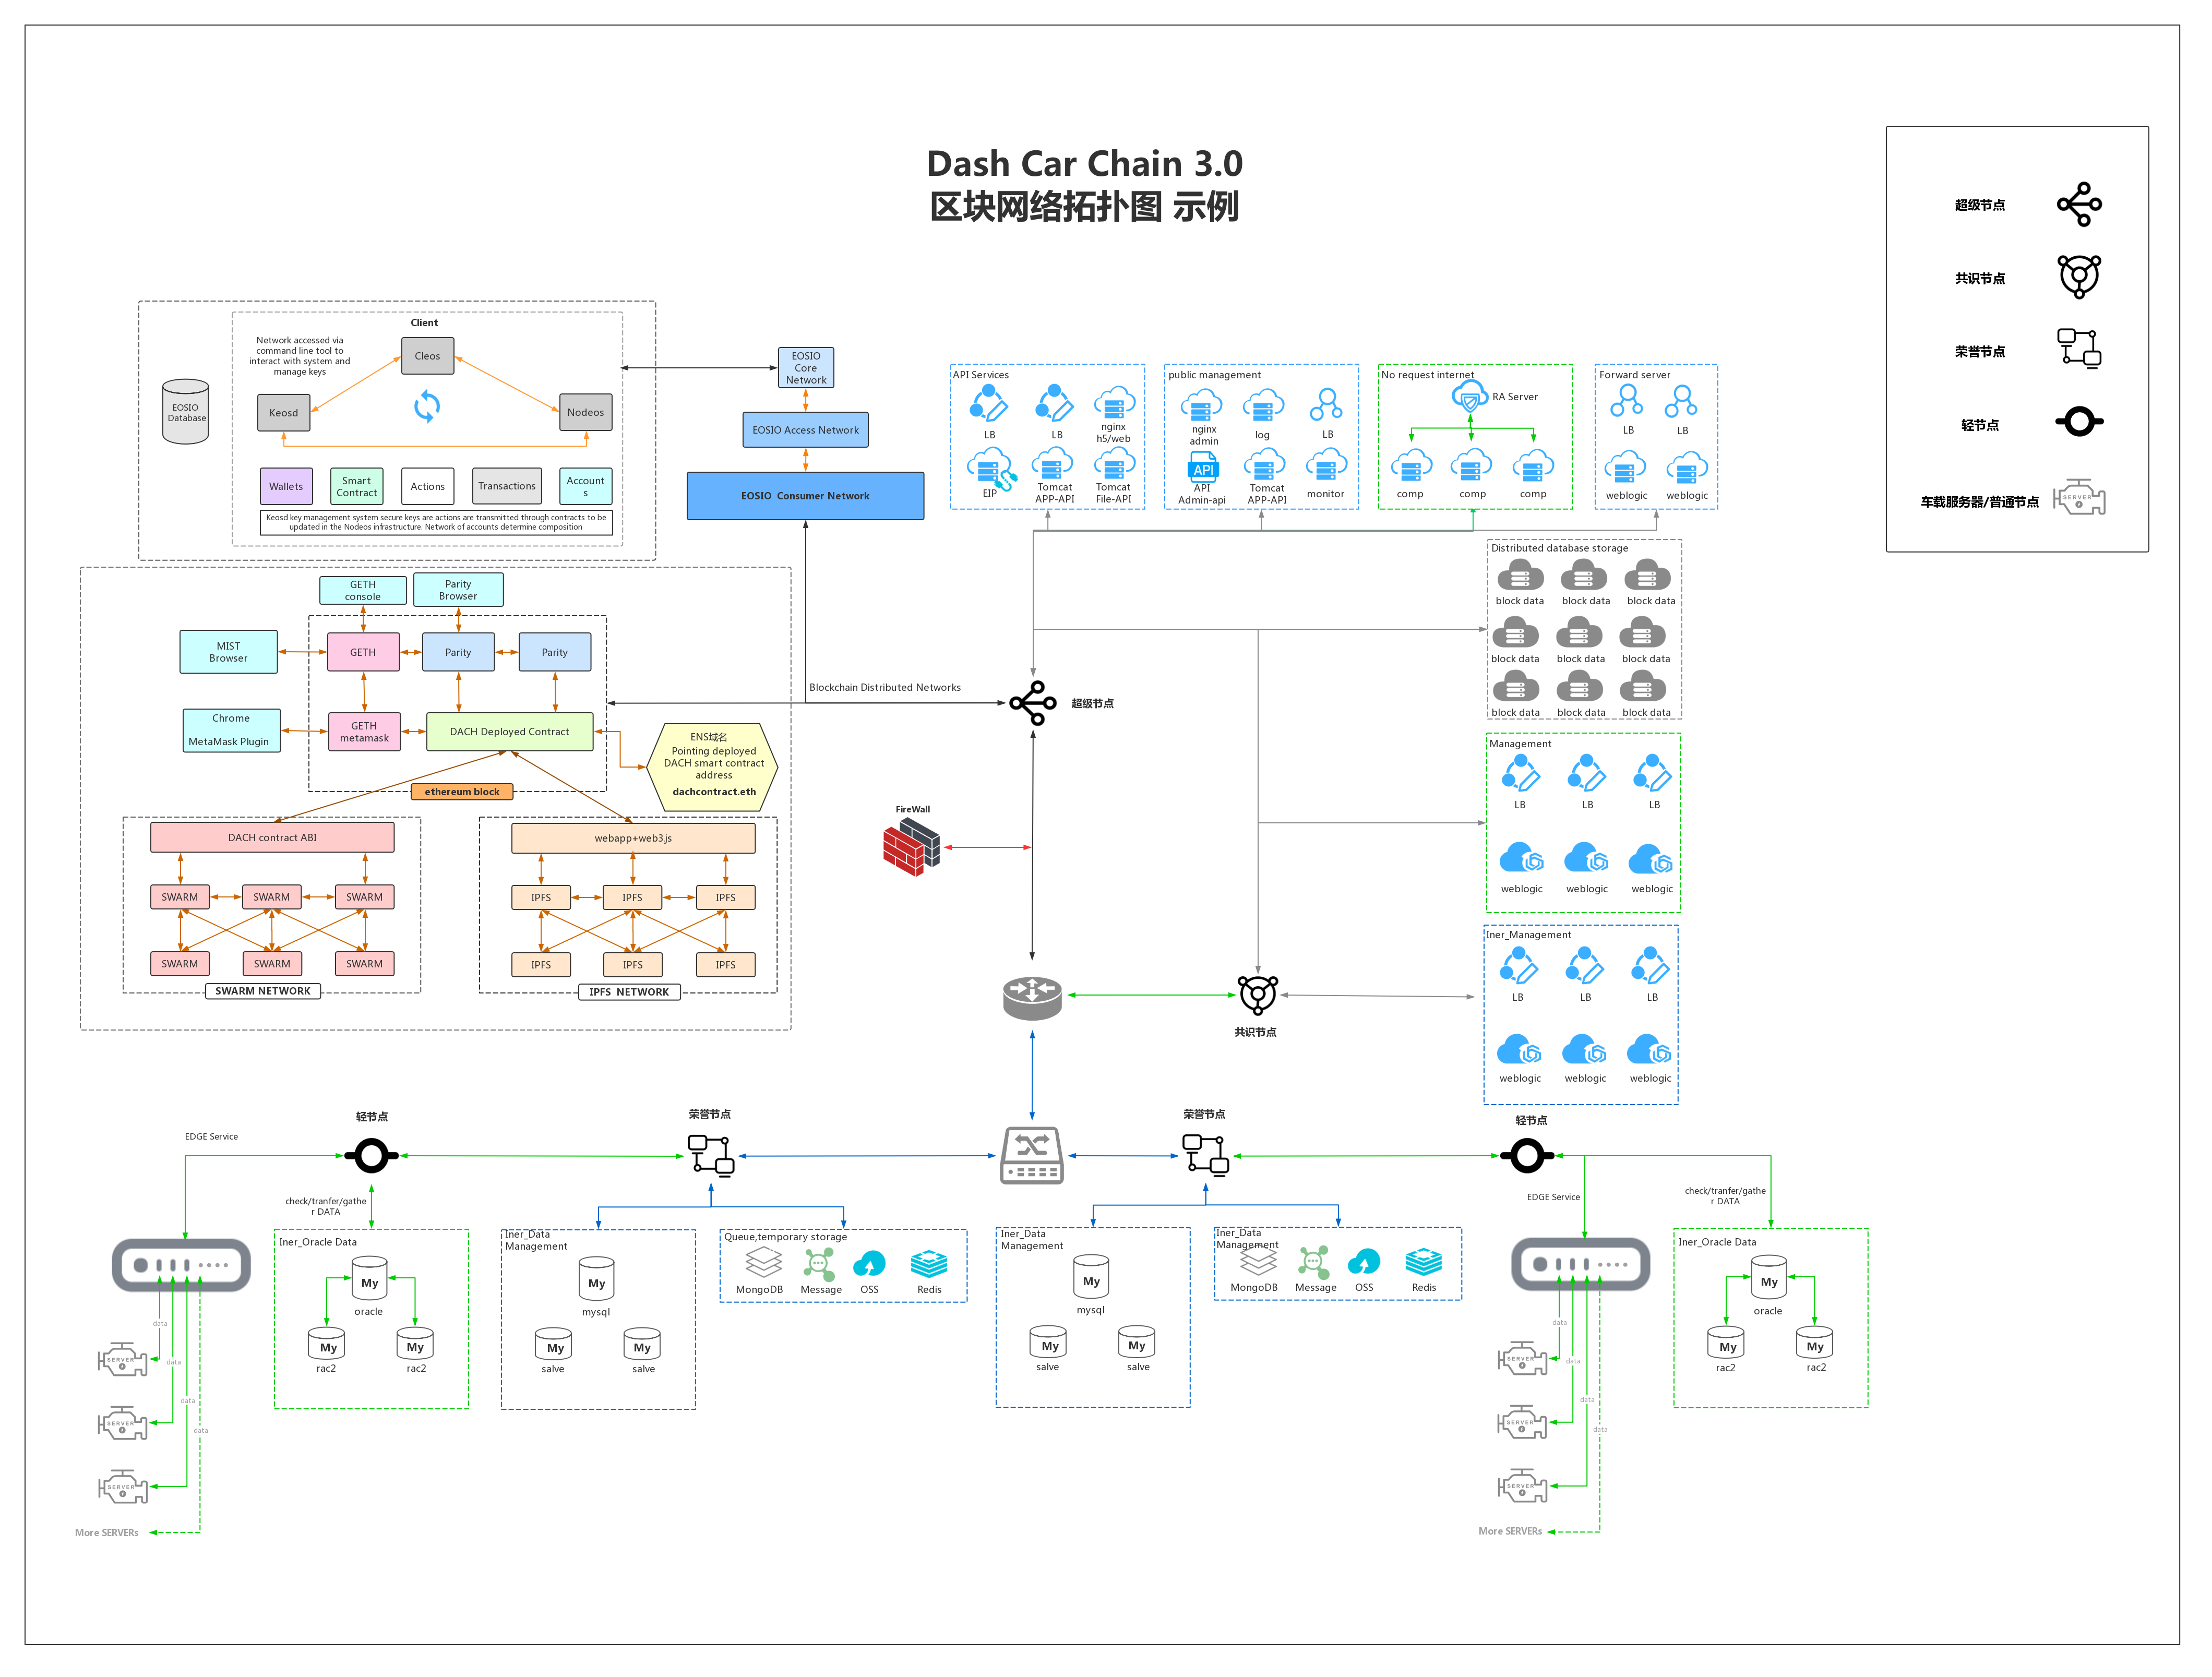 Dash Car Chain 3.0
区块网络拓扑图 示例
超级节点
共识节点
荣誉节点
轻节点
车载服务器/普通节点
SERVER
Client
Network accessed via
command line tool to
interact with system and
manage keys
Cleos
Keosd
Nodeos
EOSIO
Database
Wallets
Smart
Contract
Actions
Transactions
Account
s
Keosd key management system secure keys are actions are transmitted through contracts to be
updated in the Nodeos infrastructure. Network of accounts determine composition
EOSIO
Core
Network
EOSIO Access Network
EOSIO  Consumer Network
API Services
LB
LB
nginx
h5/web
EIP
Tomcat
APP-API
Tomcat
File-API
public management
nginx
admin
log
LB
API
API
Admin-api
Tomcat
APP-API
monitor
No request internet
RA Server
comp
comp
comp
Forward server
LB
LB
weblogic
weblogic
Distributed database storage
block data
block data
block data
block data
block data
block data
block data
block data
block data
Management
LB
LB
LB
weblogic
weblogic
weblogic
Iner_Management
LB
LB
LB
weblogic
weblogic
weblogic
GETH
console
Parity
Browser
MIST
Browser
GETH
Parity
Parity
Chrome
MetaMask Plugin
GETH
metamask
DACH Deployed Contract
ENS域名
Pointing deployed
DACH smart contract
address
dachcontract.eth
ethereum block
Blockchain Distributed Networks
超级节点
FireWall
共识节点
DACH contract ABI
SWARM
SWARM
SWARM
SWARM
SWARM
SWARM
SWARM NETWORK
webapp+web3.js
IPFS
IPFS
IPFS
IPFS
IPFS
IPFS
IPFS  NETWORK
轻节点
荣誉节点
荣誉节点
轻节点
EDGE Service
check/tranfer/gathe
r DATA
Iner_Oracle Data
My
oracle
My
rac2
My
rac2
Iner_Data
Management
My
mysql
My
salve
My
salve
Queue,temporary storage
MongoDB
Message
OSS
Redis
Iner_Data
Management
My
mysql
My
salve
My
salve
Iner_Data
Management
MongoDB
Message
OSS
Redis
EDGE Service
check/tranfer/gathe
r DATA
Iner_Oracle Data
My
oracle
My
rac2
My
rac2
data
data
data
data
SERVER
SERVER
SERVER
More SERVERs
data
data
data
data
SERVER
SERVER
SERVER
More SERVERs